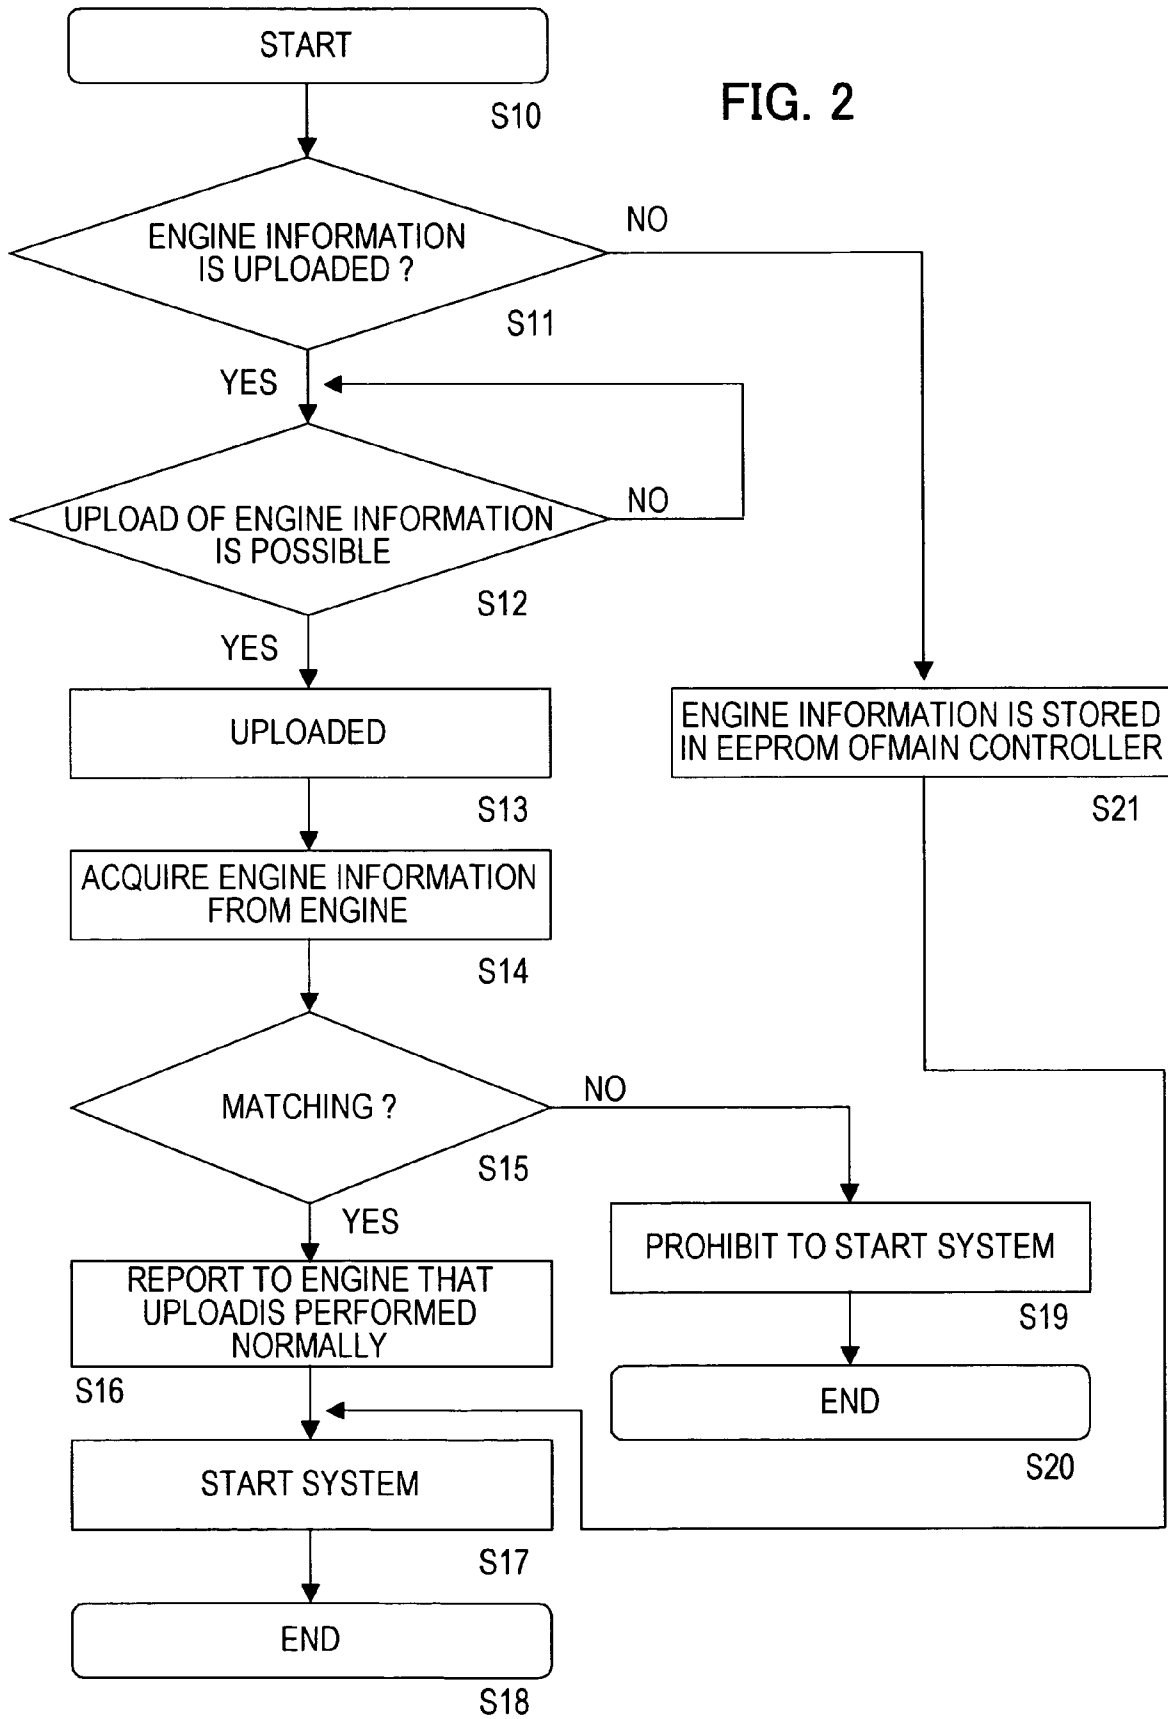 START
S10
FIG. 2
ENGINE INFORMATION
IS UPLOADED ?
NO
S11
YES
UPLOAD OF ENGINE INFORMATION
IS POSSIBLE
NO
S12
YES
UPLOADED
S13
ENGINE INFORMATION IS STORED
IN EEPROM OFMAIN CONTROLLER
S21
ACQUIRE ENGINE INFORMATION
FROM ENGINE
S14
MATCHING ?
NO
S15
YES
PROHIBIT TO START SYSTEM
S19
REPORT TO ENGINE THAT
UPLOADIS PERFORMED
NORMALLY
S16
END
S20
START SYSTEM
S17
END
S18